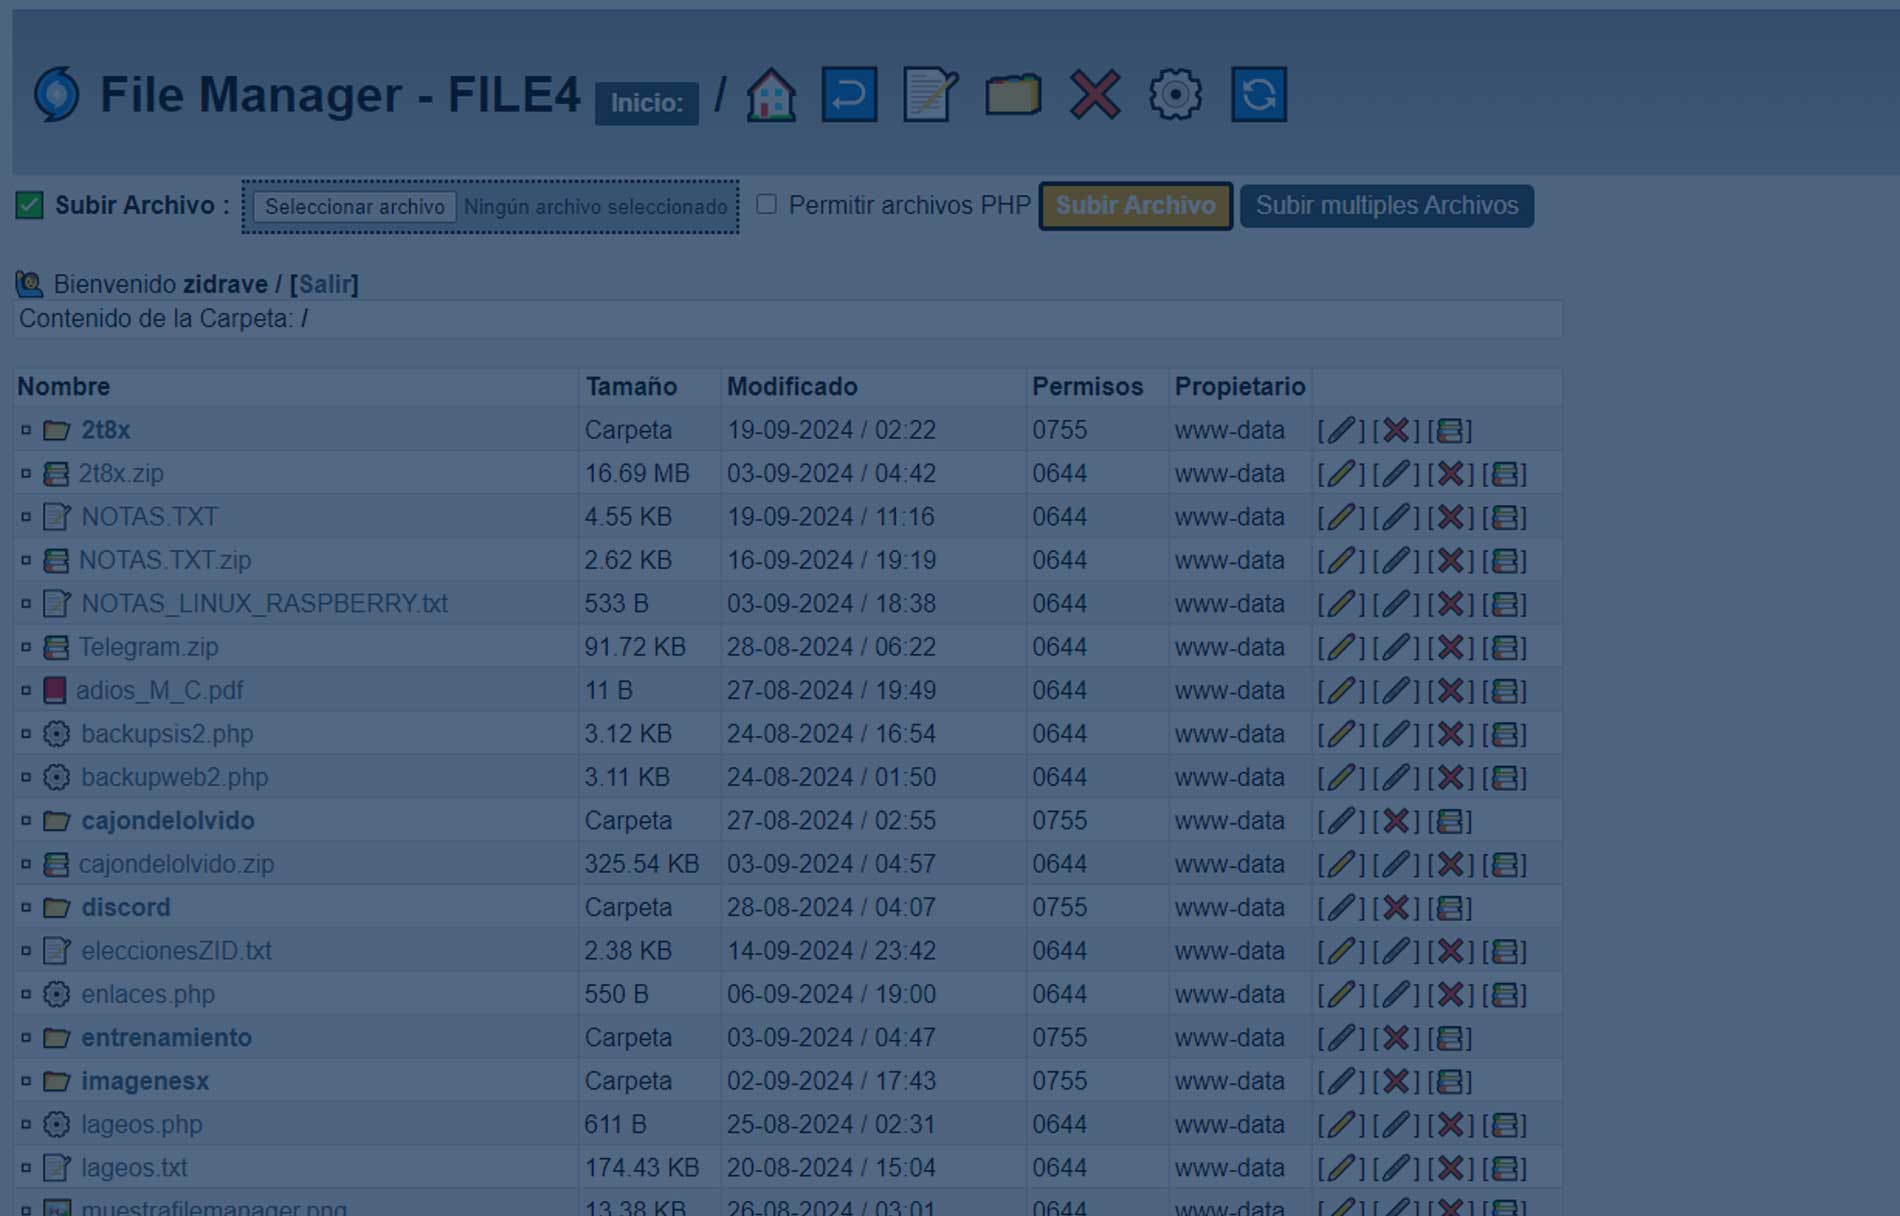 File Manager - FILE4 Inicio: /
Subir Archivo : Seleccionar archivo Ningún archivo seleccionado Permitir archivos PHP Subir Archivo Subir multiples Archivos
Bienvenido zidrave / [Salir]
Contenido de la Carpeta: /
Nombre Tamaño Modificado Permisos Propietario
2t8x Carpeta 19-09-2024 / 02:22 0755 www-data [ ] [ ] [ ]
2t8x.zip 16.69 MB 03-09-2024 / 04:42 0644 www-data [ ] [ ] [ ] [ ]
NOTAS.TXT 4.55 KB 19-09-2024 / 11:16 0644 www-data [ ] [ ] [ ] [ ]
NOTAS.TXT.zip 2.62 KB 16-09-2024 / 19:19 0644 www-data [ ] [ ] [ ] [ ]
NOTAS_LINUX_RASPBERRY.txt 533 B 03-09-2024 / 18:38 0644 www-data [ ] [ ] [ ] [ ]
Telegram.zip 91.72 KB 28-08-2024 / 06:22 0644 www-data [ ] [ ] [ ] [ ]
adios_M_C.pdf 11 B 27-08-2024 / 19:49 0644 www-data [ ] [ ] [ ] [ ]
backupsis2.php 3.12 KB 24-08-2024 / 16:54 0644 www-data [ ] [ ] [ ] [ ]
backupweb2.php 3.11 KB 24-08-2024 / 01:50 0644 www-data [ ] [ ] [ ] [ ]
cajondelolvido Carpeta 27-08-2024 / 02:55 0755 www-data [ ] [ ] [ ]
cajondelolvido.zip 325.54 KB 03-09-2024 / 04:57 0644 www-data [ ] [ ] [ ] [ ]
discord Carpeta 28-08-2024 / 04:07 0755 www-data [ ] [ ] [ ]
eleccionesZID.txt 2.38 KB 14-09-2024 / 23:42 0644 www-data [ ] [ ] [ ] [ ]
enlaces.php 550 B 06-09-2024 / 19:00 0644 www-data [ ] [ ] [ ] [ ]
entrenamiento Carpeta 03-09-2024 / 04:47 0755 www-data [ ] [ ] [ ]
imagenesx Carpeta 02-09-2024 / 17:43 0755 www-data [ ] [ ] [ ]
lageos.php 611 B 25-08-2024 / 02:31 0644 www-data [ ] [ ] [ ] [ ]
lageos.txt 174.43 KB 20-08-2024 / 15:04 0644 www-data [ ] [ ] [ ] [ ]
muestrafilemanager.png 13.38 KB 26-08-2024 / 03:01 0644 www-data [ ] [ ] [ ] [ ]